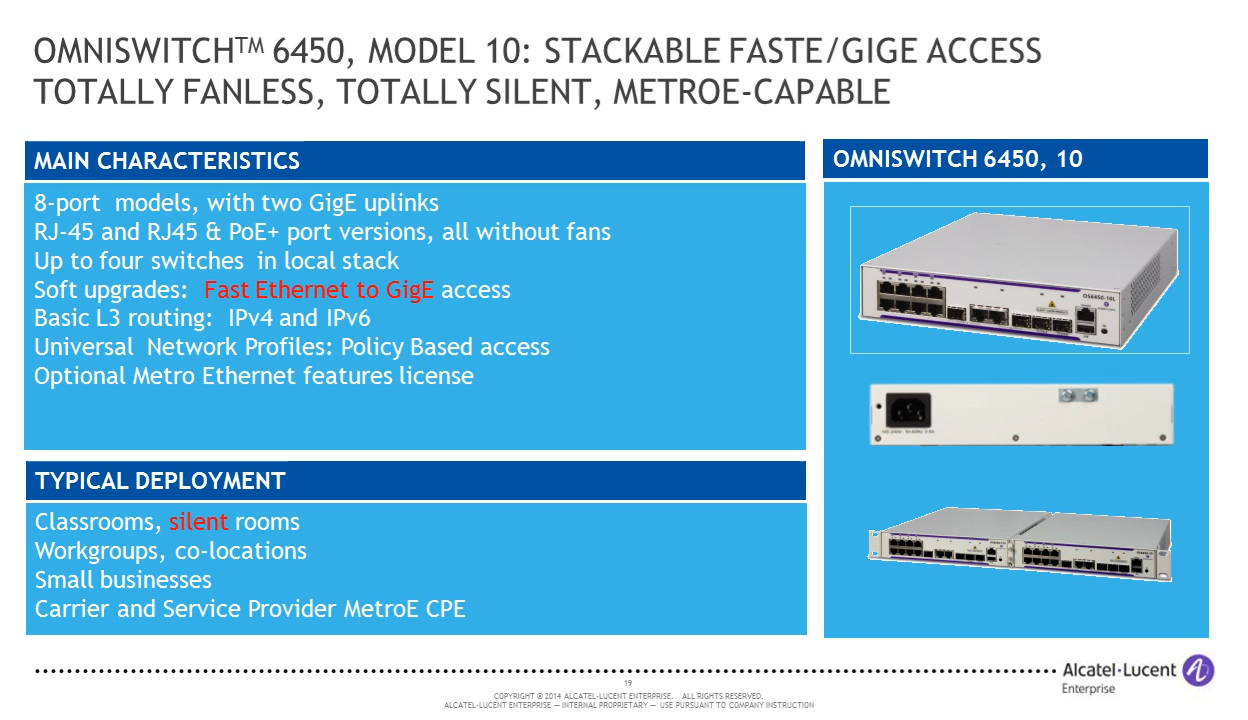 OMNISWITCH™ 6450, MODEL 10: STACKABLE FASTE/GIGE ACCESS
TOTALLY FANLESS, TOTALLY SILENT, METROE-CAPABLE
MAIN CHARACTERISTICS
8-port models, with two GigE uplinks
RJ-45 and RJ45 & PoE+ port versions, all without fans
Up to four switches in local stack
Soft upgrades: Fast Ethernet to GigE access
Basic L3 routing: IPv4 and IPv6
Universal Network Profiles: Policy Based access
Optional Metro Ethernet features license
TYPICAL DEPLOYMENT
Classrooms, silent rooms
Workgroups, co-locations
Small businesses
Carrier and Service Provider MetroE CPE
OMNISWITCH 6450, 10
OS6450-10L
Alcatel·Lucent
Enterprise
19
COPYRIGHT © 2014 ALCATEL-LUCENT ENTERPRISE. ALL RIGHTS RESERVED.
ALCATEL-LUCENT ENTERPRISE — INTERNAL PROPRIETARY — USE PURSUANT TO COMPANY INSTRUCTION